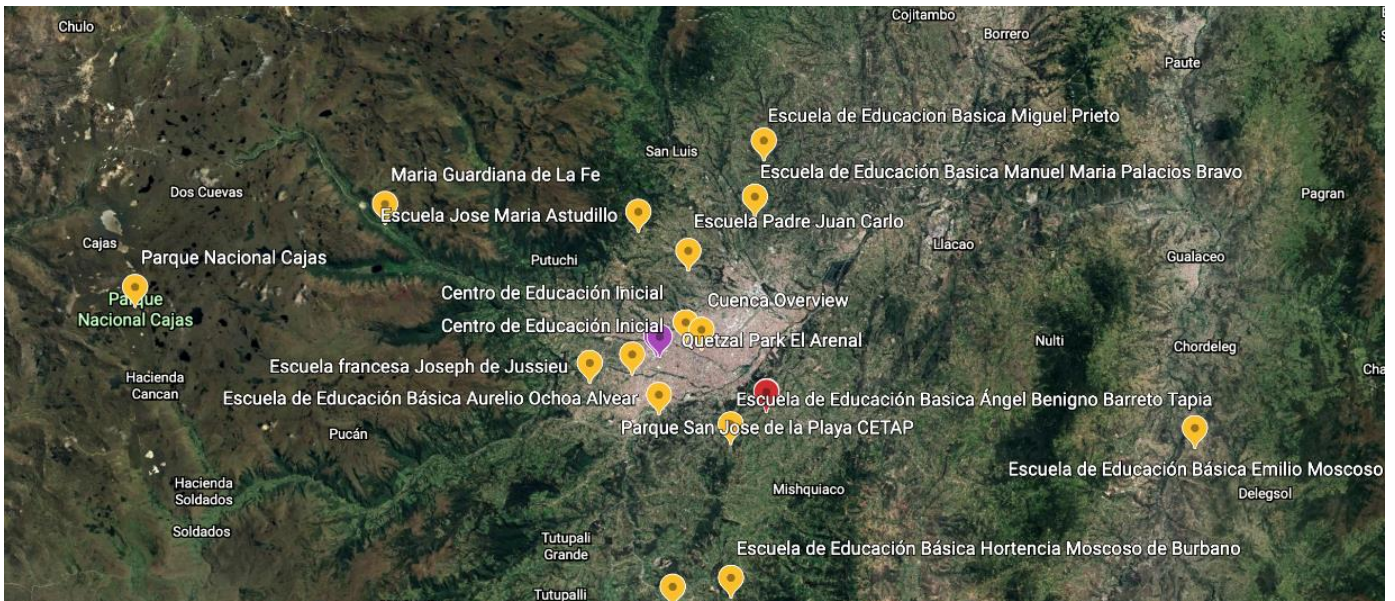 Chulo
Cojitambo
Borrero
Paute
Escuela de Educacion Basica Miguel Prieto
San Luis
Maria Guardiana de La Fe
Escuela de Educación Basica Manuel Maria Palacios Bravo
Dos Cuevas
Pagran
Escuela Jose Maria Astudillo
Escuela Padre Juan Carlo
Cajas
Llacao
Parque Nacional Cajas
Putuchi
Gualaceo
Parque
Nacional Cajas
Centro de Educación Inicial
Cuenca Overview
Centro de Educación Inicial
Quetzal Park El Arenal
Nulti
Chordeleg
Escuela francesa Joseph de Jussieu
Hacienda
Cancan
Escuela de Educación Básica Aurelio Ochoa Alvear
Escuela de Educación Basica Ángel Benigno Barreto Tapia
Parque San Jose de la Playa CETAP
Pucán
Escuela de Educación Básica Emilio Moscoso
Hacienda
Soldados
Mishquiaco
Delegsol
Soldados
Tutupali
Grande
Escuela de Educación Básica Hortencia Moscoso de Burbano
Tutupalli